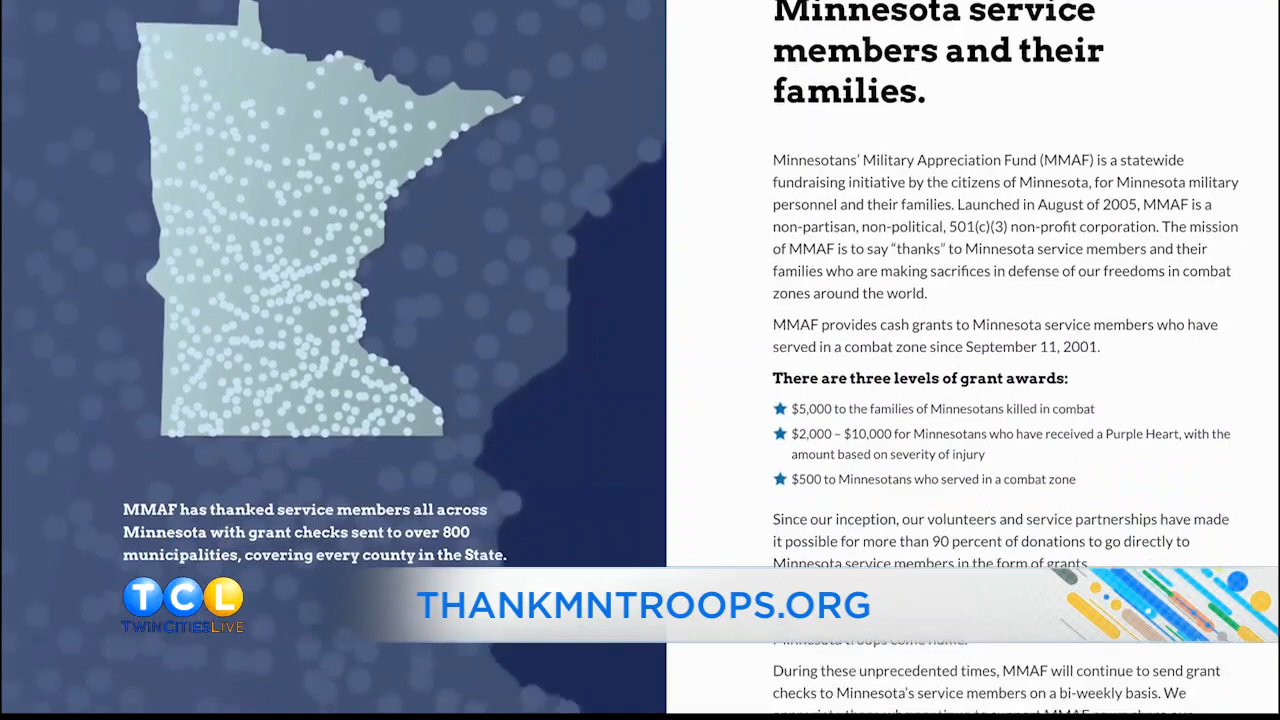 Minnesota service
members and their
families.
Minnesotans' Military Appreciation Fund (MMAF) is a statewide
fundraising initiative by the citizens of Minnesota, for Minnesota military
personnel and their families. Launched in August of 2005, MMAF is a
non-partisan, non-political, 501(c)(3) non-profit corporation. The mission
of MMAF is to say “thanks” to Minnesota service members and their
families who are making sacrifices in defense of our freedoms in combat
zones around the world.
MMAF provides cash grants to Minnesota service members who have
served in a combat zone since September 11, 2001.
There are three levels of grant awards:
$5,000 to the families of Minnesotans killed in combat
$2,000 – $10,000 for Minnesotans who have received a Purple Heart, with the
amount based on severity of injury
$500 to Minnesotans who served in a combat zone
Since our inception, our volunteers and service partnerships have made
it possible for more than 90 percent of donations to go directly to
Minnesota service members in the form of grants.
Minnesota troops come home.
During these unprecedented times, MMAF will continue to send grant
checks to Minnesota's service members on a bi-weekly basis. We
MMAF has thanked service members all across
Minnesota with grant checks sent to over 800
municipalities, covering every county in the State.
TCL
TWINCITIESLIVE
THANKMNTROOPS.ORG